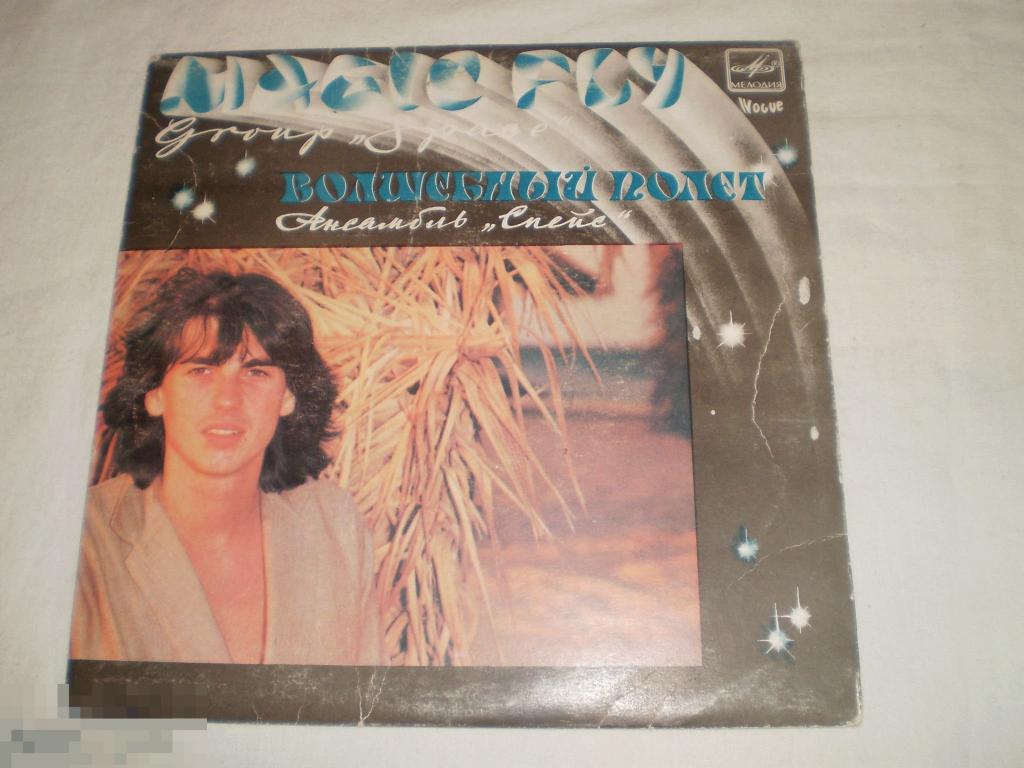 MAGIC FLY
Group „Space“
ВОЛШЕБНЫЙ ПОЛЕТ
Ансамбль „Спейс“
МЕЛОДИЯ
®
Vogue